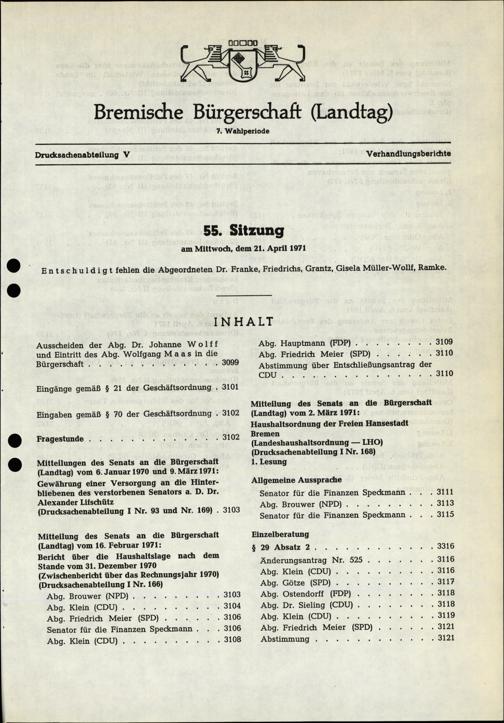 Bremische Bürgerschaft (Landtag)
7. Wahlperiode
Drucksachenabteilung V
Verhandlungsberichte
55. Sitzung
am Mittwoch, dem 21. April 1971
Entschuldigt fehlen die Abgeordneten Dr. Franke, Friedrichs, Grantz, Gisela Müller-Wolff, Ramke.
INHALT
Ausscheiden der Abg. Dr. Johanne Wolff
und Eintritt des Abg. Wolfgang Maas in die
Bürgerschaft . . . . . . . . . . . . 3099
Eingänge gemäß § 21 der Geschäftsordnung . 3101
Eingaben gemäß § 70 der Geschäftsordnung . 3102
Fragestunde . . . . . . . . . . . . 3102
Mitteilungen des Senats an die Bürgerschaft
(Landtag) vom 6. Januar 1970 und 9. März 1971:
Gewährung einer Versorgung an die Hinter-
bliebenen des verstorbenen Senators a. D. Dr.
Alexander Lifschütz
(Drucksachenabteilung I Nr. 93 und Nr. 169) . 3103
Mitteilung des Senats an die Bürgerschaft
(Landtag) vom 16. Februar 1971:
Bericht über die Haushaltslage nach dem
Stande vom 31. Dezember 1970
(Zwischenbericht über das Rechnungsjahr 1970)
(Drucksachenabteilung I Nr. 166)
Abg. Brouwer (NPD) . . . . . . . . 3103
Abg. Klein (CDU) . . . . . . . . . 3104
Abg. Friedrich Meier (SPD) . . . . . . 3106
Senator für die Finanzen Speckmann . . . 3106
Abg. Klein (CDU) . . . . . . . . . 3108
Abg. Hauptmann (FDP) . . . . . . . 3109
Abg. Friedrich Meier (SPD) . . . . . . 3110
Abstimmung über Entschließungsantrag der
CDU . . . . . . . . . . . . . . 3110
Mitteilung des Senats an die Bürgerschaft
(Landtag) vom 2. März 1971:
Haushaltsordnung der Freien Hansestadt
Bremen
(Landeshaushaltsordnung — LHO)
(Drucksachenabteilung I Nr. 168)
1. Lesung
Allgemeine Aussprache
Senator für die Finanzen Speckmann . . . 3111
Abg. Brouwer (NPD) . . . . . . . . 3113
Senator für die Finanzen Speckmann . . . 3115
Einzelberatung
§ 29 Absatz 2 . . . . . . . . . . . 3316
Änderungsantrag Nr. 525 . . . . . . . 3116
Abg. Klein (CDU) . . . . . . . . . 3116
Abg. Götze (SPD) . . . . . . . . . 3117
Abg. Ostendorff (FDP) . . . . . . . . 3118
Abg. Dr. Sieling (CDU) . . . . . . . 3118
Abg. Klein (CDU) . . . . . . . . . 3119
Abg. Friedrich Meier (SPD) . . . . . . 3121
Abstimmung . . . . . . . . . . . 3121